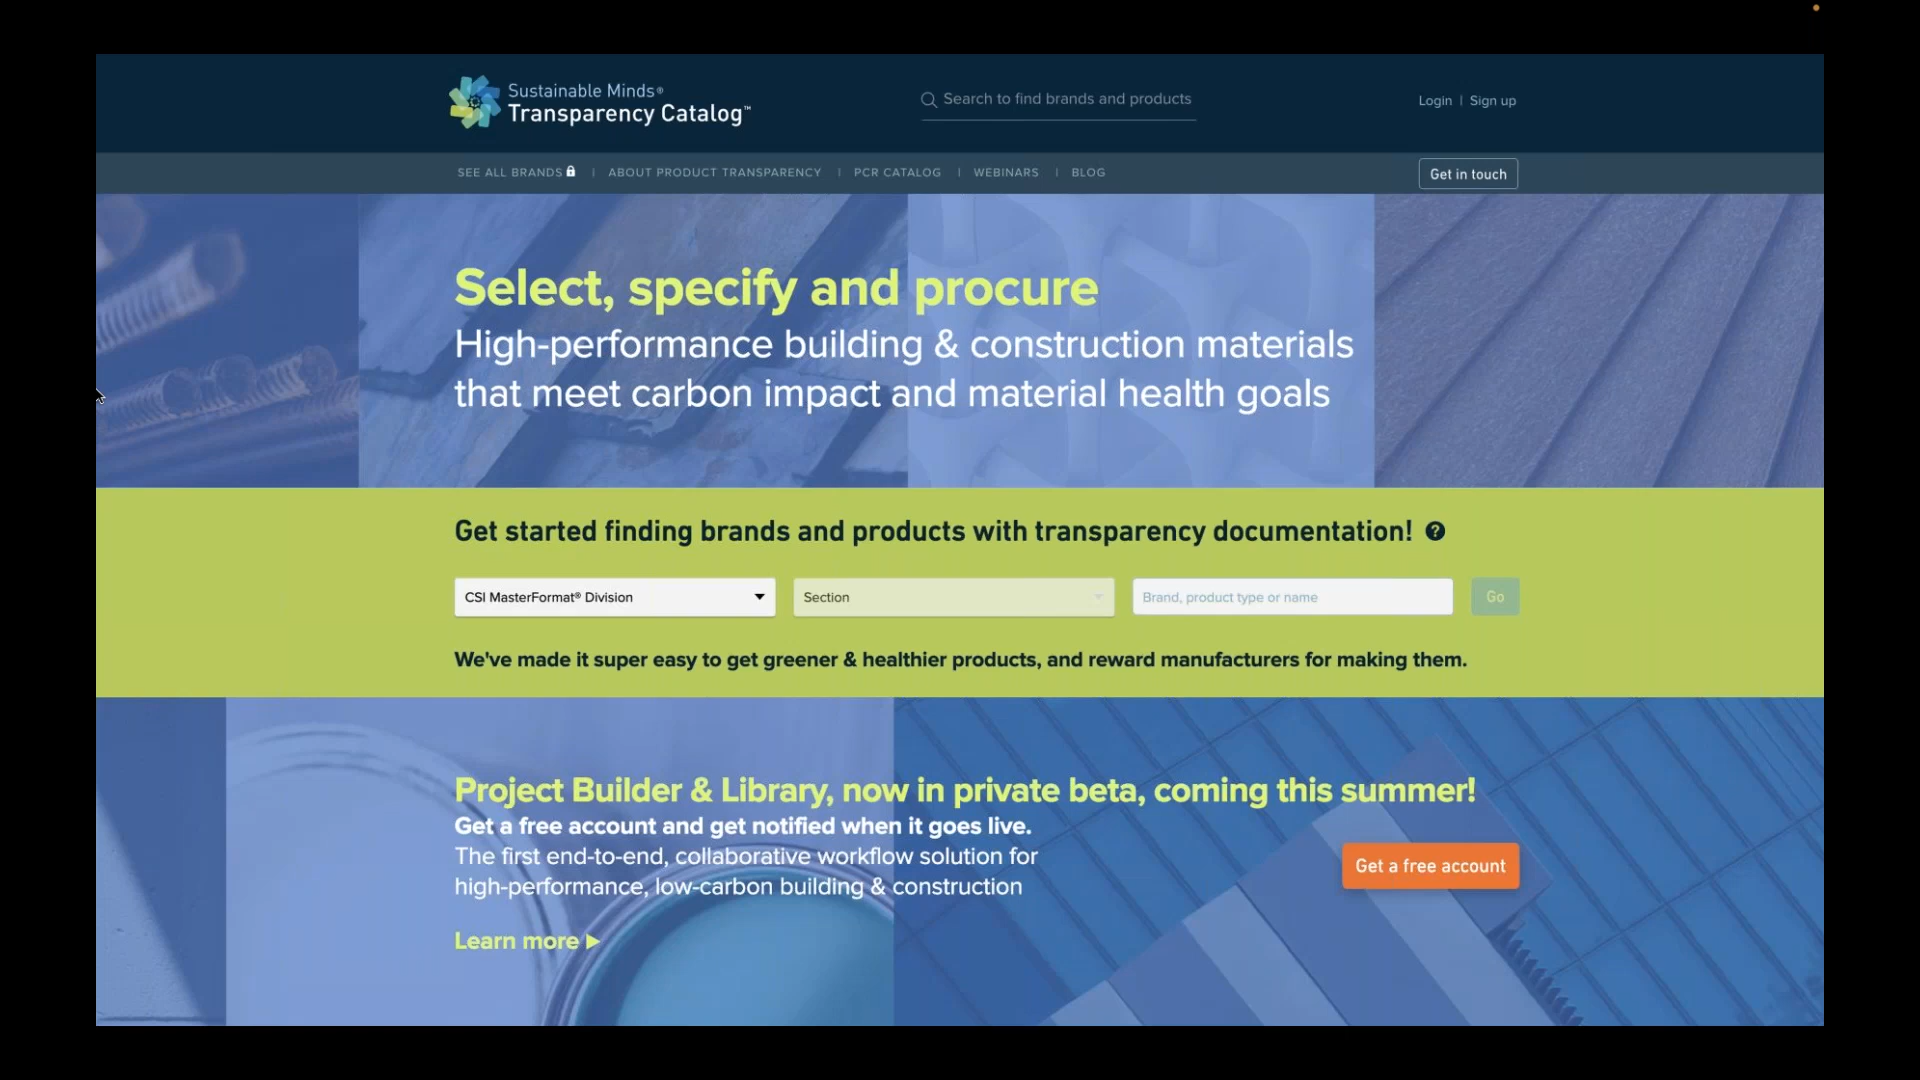 Sustainable Minds®
Transparency Catalog™
Search to find brands and products
Login | Sign up
SEE ALL BRANDS | ABOUT PRODUCT TRANSPARENCY | PCR CATALOG | WEBINARS | BLOG
Get in touch
Select, specify and procure
High-performance building & construction materials
that meet carbon impact and material health goals
Get started finding brands and products with transparency documentation! ?
CSI MasterFormat® Division
Section
Brand, product type or name
Go
We've made it super easy to get greener & healthier products, and reward manufacturers for making them.
Project Builder & Library, now in private beta, coming this summer!
Get a free account and get notified when it goes live.
The first end-to-end, collaborative workflow solution for
high-performance, low-carbon building & construction
Get a free account
Learn more